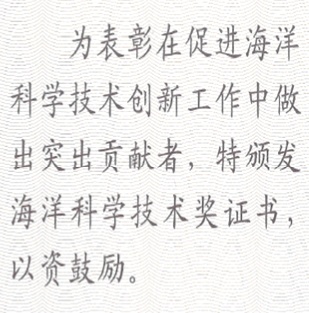 为表彰在促进海洋
科学技术创新工作中做
出突出贡献者，特颁发
海洋科学技术奖证书，
以资鼓励。